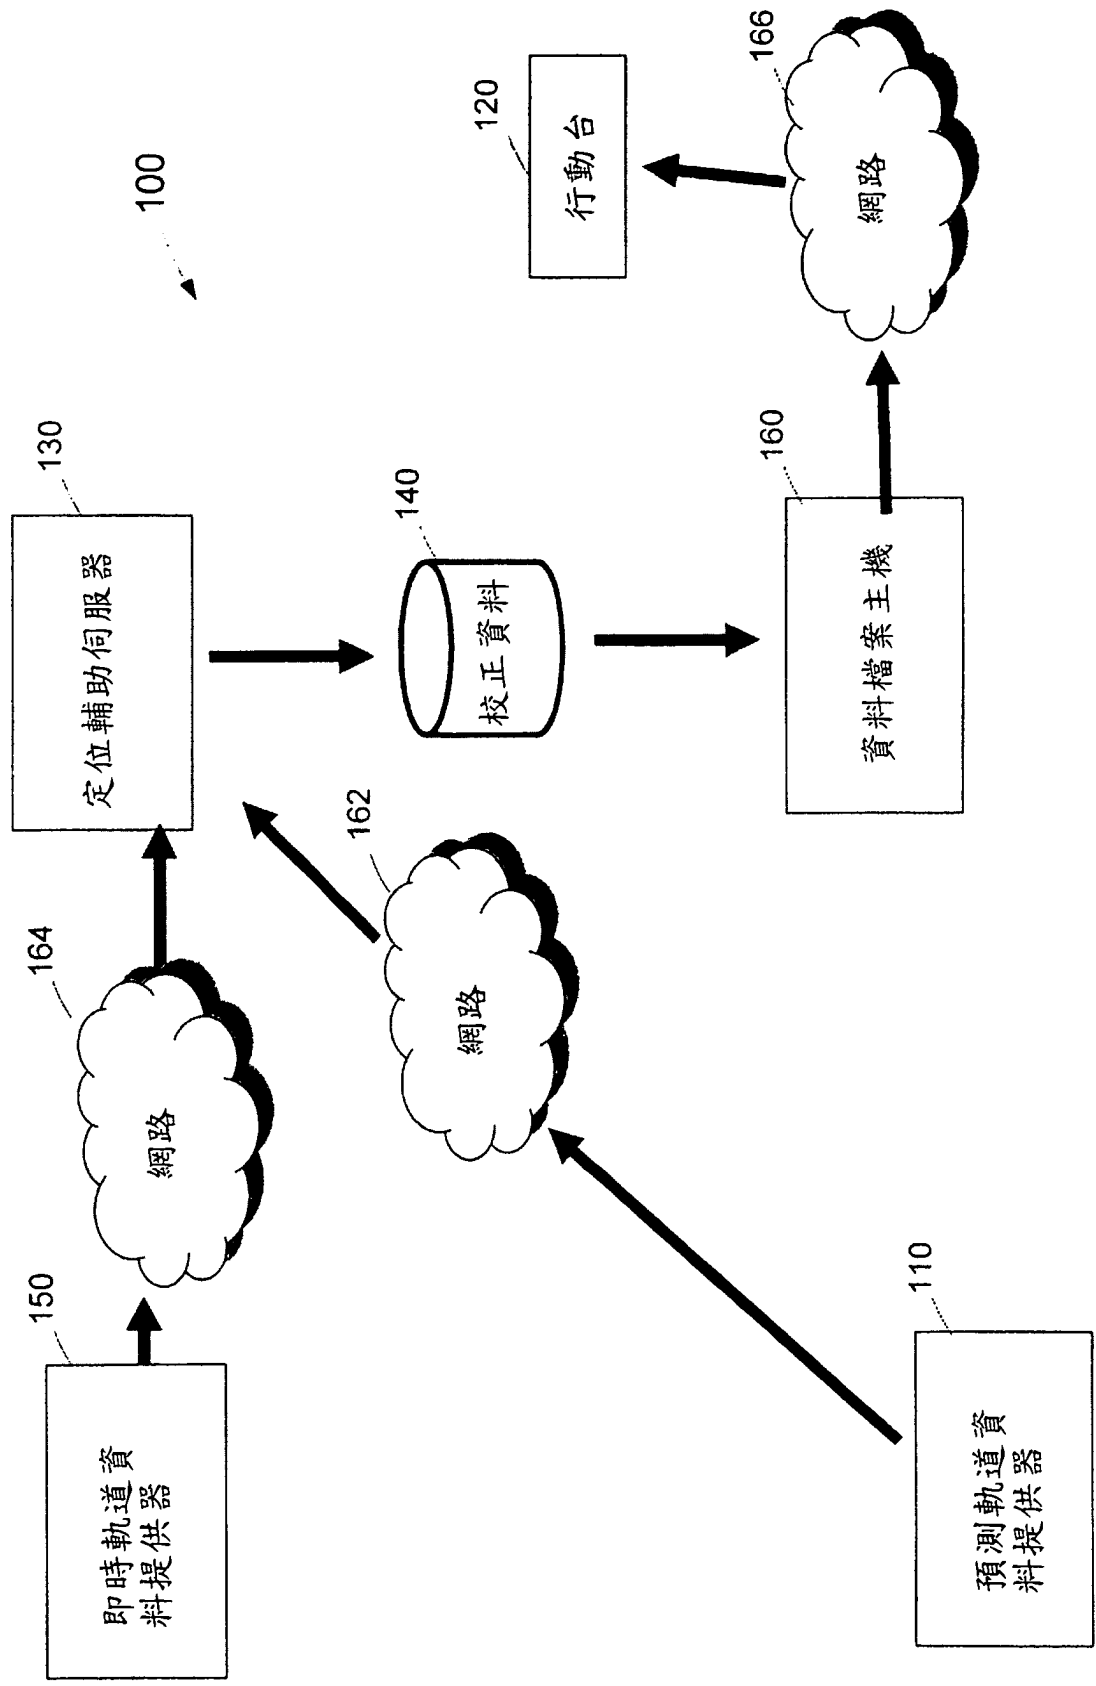 100
150
即時軌道資
料提供器
164
網路
130
定位輔助伺服器
110
預測軌道資
料提供器
162
網路
140
校正資料
160
資料檔案主機
120
行動台
166
網路